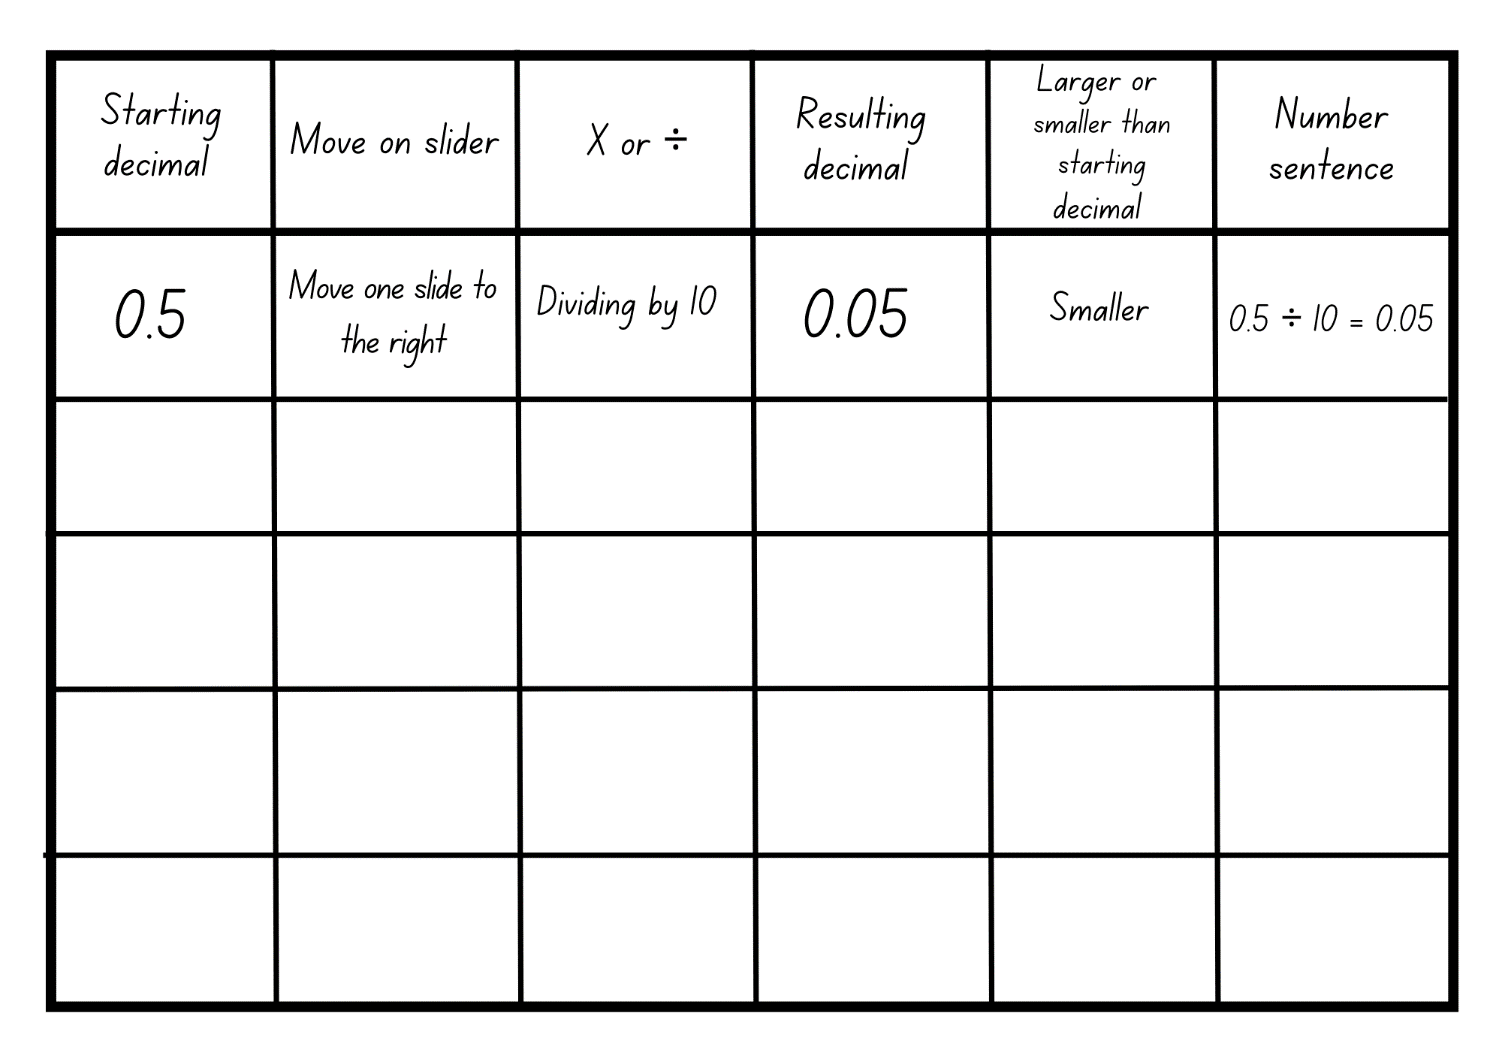 Starting
decimal
Move on slider
X or ÷
Resulting
decimal
Larger or
smaller than
starting
decimal
Number
sentence
0.5
Move one slide to
the right
Dividing by 10
0.05
Smaller
0.5 ÷ 10 = 0.05